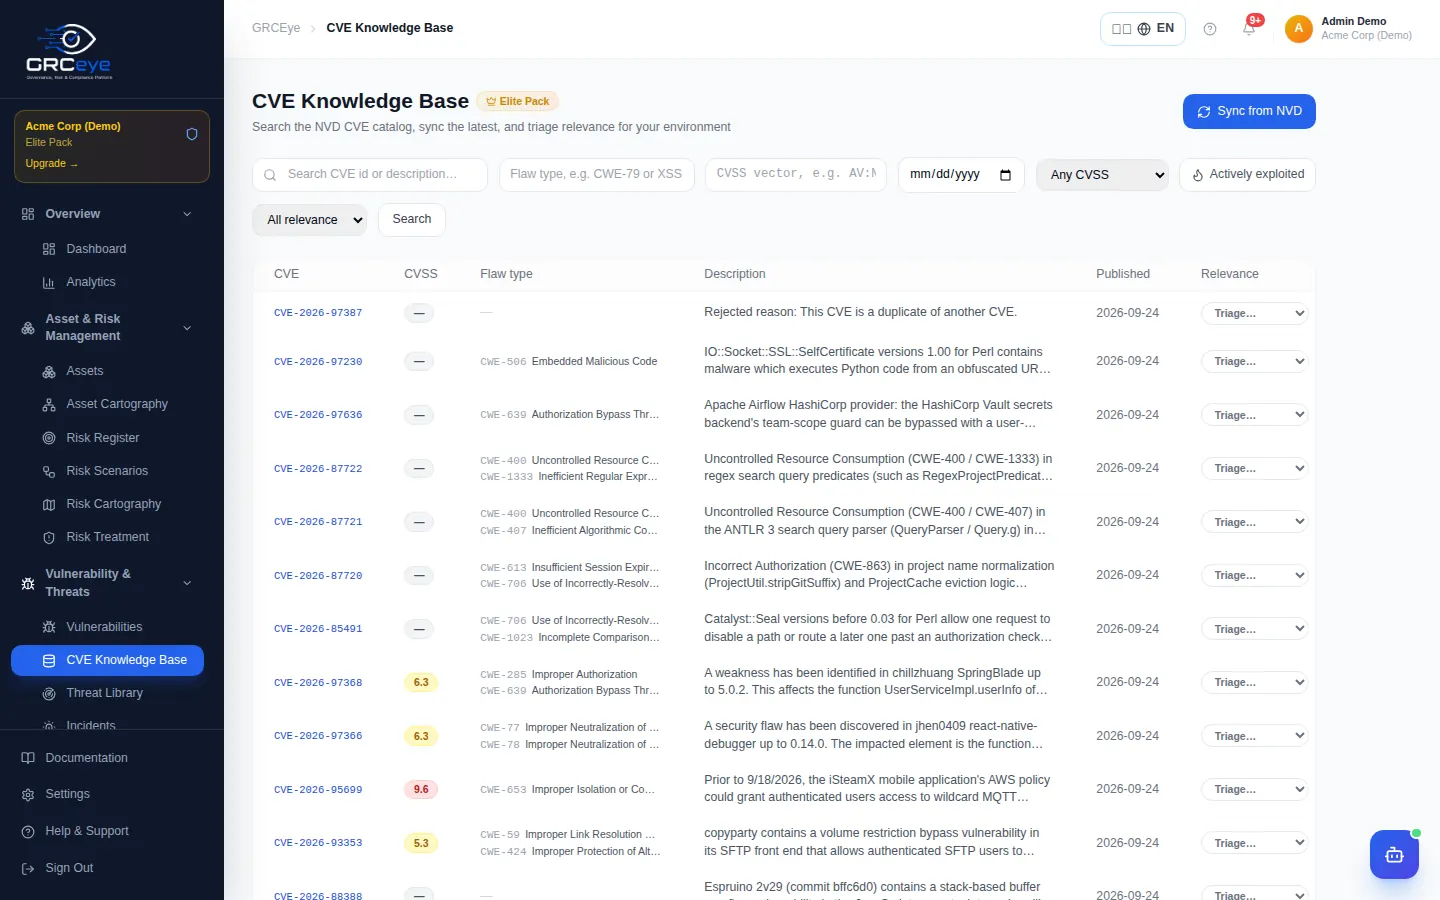 GRCeye
Governance, Risk & Compliance Platform
Acme Corp (Demo)
Elite Pack
Upgrade →
Overview
Dashboard
Analytics
Asset & Risk
Management
Assets
Asset Cartography
Risk Register
Risk Scenarios
Risk Cartography
Risk Treatment
Vulnerability &
Threats
Vulnerabilities
CVE Knowledge Base
Threat Library
Incidents
Documentation
Settings
Help & Support
Sign Out
GRCEye > CVE Knowledge Base
EN
9+
A
Admin Demo
Acme Corp (Demo)
CVE Knowledge Base
Elite Pack
Search the NVD CVE catalog, sync the latest, and triage relevance for your environment
Sync from NVD
Search CVE id or description…
Flaw type, e.g. CWE-79 or XSS
CVSS vector, e.g. AV:N
mm/dd/yyyy
Any CVSS
Actively exploited
All relevance
Search
CVE CVSS Flaw type Description Published Relevance
CVE-2026-97387 — — Rejected reason: This CVE is a duplicate of another CVE. 2026-09-24 Triage…
CVE-2026-97230 — CWE-506 Embedded Malicious Code
IO::Socket::SSL::SelfCertificate versions 1.00 for Perl contains
malware which executes Python code from an obfuscated UR…
2026-09-24 Triage…
CVE-2026-97636 — CWE-639 Authorization Bypass Thr…
Apache Airflow HashiCorp provider: the HashiCorp Vault secrets
backend's team-scope guard can be bypassed with a user-…
2026-09-24 Triage…
CVE-2026-87722 —
CWE-400 Uncontrolled Resource C…
CWE-1333 Inefficient Regular Expr…
Uncontrolled Resource Consumption (CWE-400 / CWE-1333) in
regex search query predicates (such as RegexProjectPredicat…
2026-09-24 Triage…
CVE-2026-87721 —
CWE-400 Uncontrolled Resource C…
CWE-407 Inefficient Algorithmic Co…
Uncontrolled Resource Consumption (CWE-400 / CWE-407) in
the ANTLR 3 search query parser (QueryParser / Query.g) in…
2026-09-24 Triage…
CVE-2026-87720 —
CWE-613 Insufficient Session Expir…
CWE-706 Use of Incorrectly-Resolv…
Incorrect Authorization (CWE-863) in project name normalization
(ProjectUtil.stripGitSuffix) and ProjectCache eviction logic…
2026-09-24 Triage…
CVE-2026-85491 —
CWE-706 Use of Incorrectly-Resolv…
CWE-1023 Incomplete Comparison…
Catalyst::Seal versions before 0.03 for Perl allow one request to
disable a path or route a later one past an authorization check…
2026-09-24 Triage…
CVE-2026-97368 6.3
CWE-285 Improper Authorization
CWE-639 Authorization Bypass Thr…
A weakness has been identified in chillzhuang SpringBlade up
to 5.0.2. This affects the function UserServiceImpl.userInfo of…
2026-09-24 Triage…
CVE-2026-97366 6.3
CWE-77 Improper Neutralization of …
CWE-78 Improper Neutralization of …
A security flaw has been discovered in jhen0409 react-native-
debugger up to 0.14.0. The impacted element is the function…
2026-09-24 Triage…
CVE-2026-95699 9.6 CWE-653 Improper Isolation or Co…
Prior to 9/18/2026, the iSteamX mobile application's AWS policy
could grant authenticated users access to wildcard MQTT…
2026-09-24 Triage…
CVE-2026-93353 5.3
CWE-59 Improper Link Resolution …
CWE-424 Improper Protection of Alt…
copyparty contains a volume restriction bypass vulnerability in
its SFTP front end that allows authenticated SFTP users to…
2026-09-24 Triage…
CVE-2026-88388 — —
Espruino 2v29 (commit bffc6d0) contains a stack-based buffer
2026-09-24 Triage…